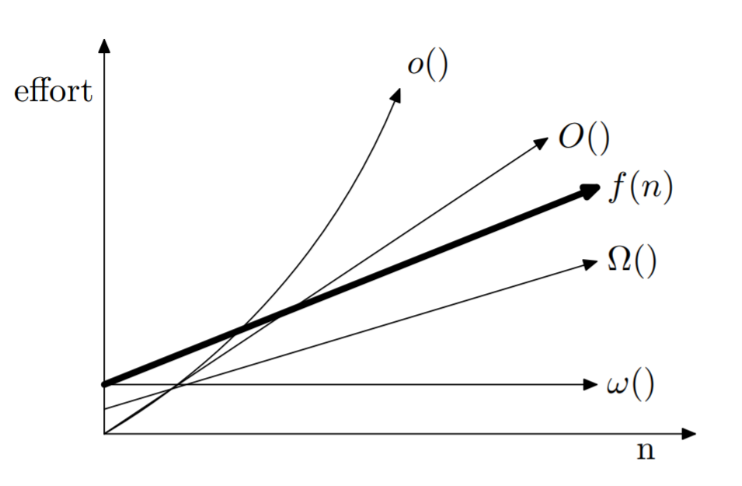 o()
effort
O()
f(n)
Ω()
ω()
n